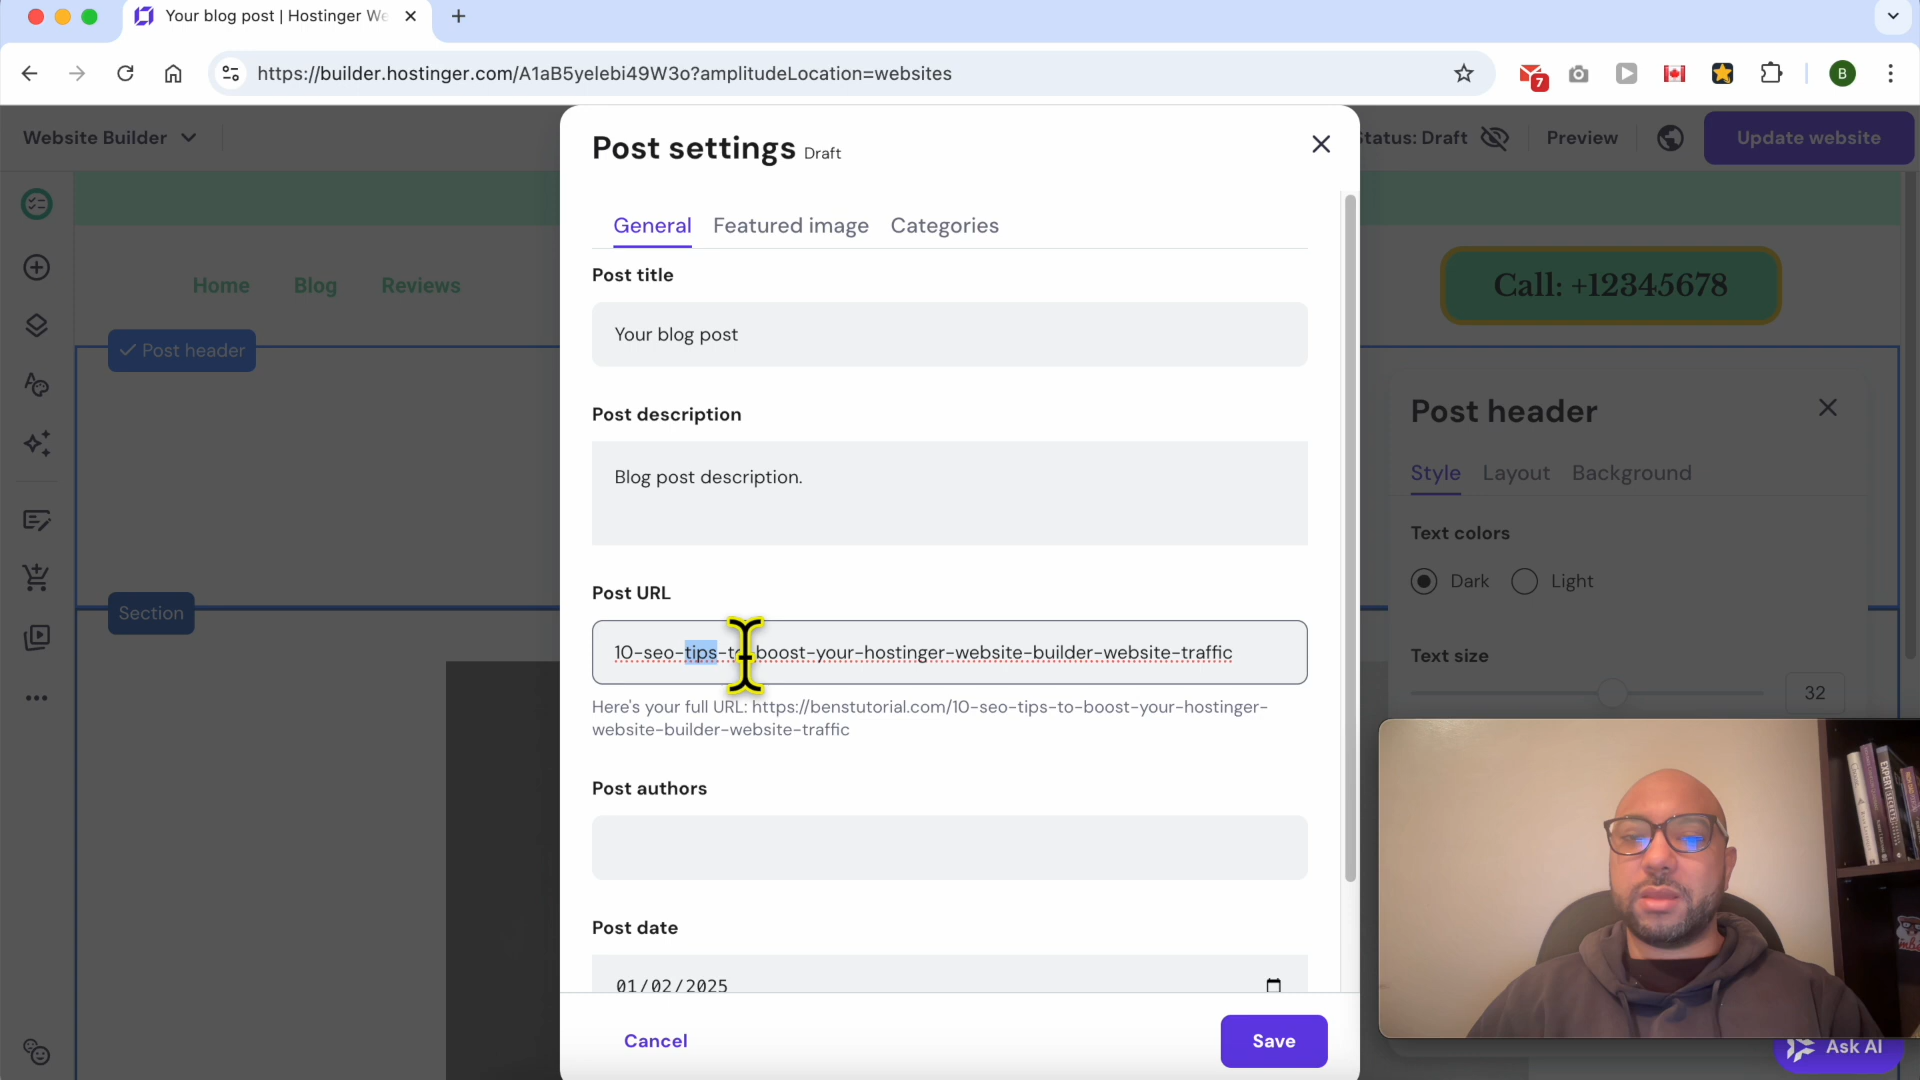 Your blog post | Hostinger We
https://builder.hostinger.com/A1aB5yelebi49W3o?amplitudeLocation=websites
7
B
Website Builder
Status: Draft
Preview
Update website
Post settings Draft
General Featured image Categories
Home Blog Reviews
Call: +12345678
Post title
Your blog post
Post header
Post description
Blog post description.
Post header
Style Layout Background
Text colors
Dark Light
Post URL
Section
10-seo-tips-to-boost-your-hostinger-website-builder-website-traffic
Text size
32
Here's your full URL: https://benstutorial.com/10-seo-tips-to-boost-your-hostinger-
website-builder-website-traffic
Post authors
Post date
01/02/2025
Cancel
Save
Ask AI
EXPERT